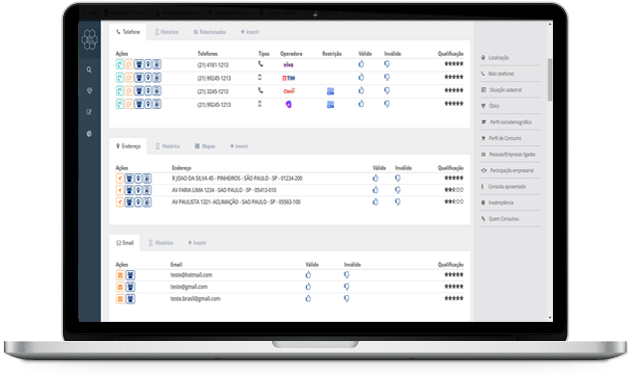 Telefone Histórico Relacionados Inserir
Ações Telefones Tipos Operadora Restrição Válido Inválido Qualificação
(21) 4181-1213 vivo
(21) 99245-1213 TIM
(21) 3245-1213 Claro
(21) 99245-1213
Endereço Histórico Mapas Inserir
Ações Endereço Válido Inválido Qualificação
R JOAO DA SILVA 45 - PINHEIROS - SÃO PAULO - SP - 01234-200
AV FARIA LIMA 1234 - SAO PAULO - SP - 05413-010
AV PAULISTA 1321- ACLIMAÇÃO - SAO PAULO - SP - 05563-100
Email Histórico Inserir
Ações Email Válido Inválido Qualificação
teste@hotmail.com
teste@gmail.com
teste.brasil@gmail.com
Localização
Mais telefones
Situação cadastral
Óbito
Perfil sociodemográfico
Perfil de Consumo
Pessoas/Empresas ligadas
Participação empresarial
Consulta aposentado
Inadimplência
Quem Consultou